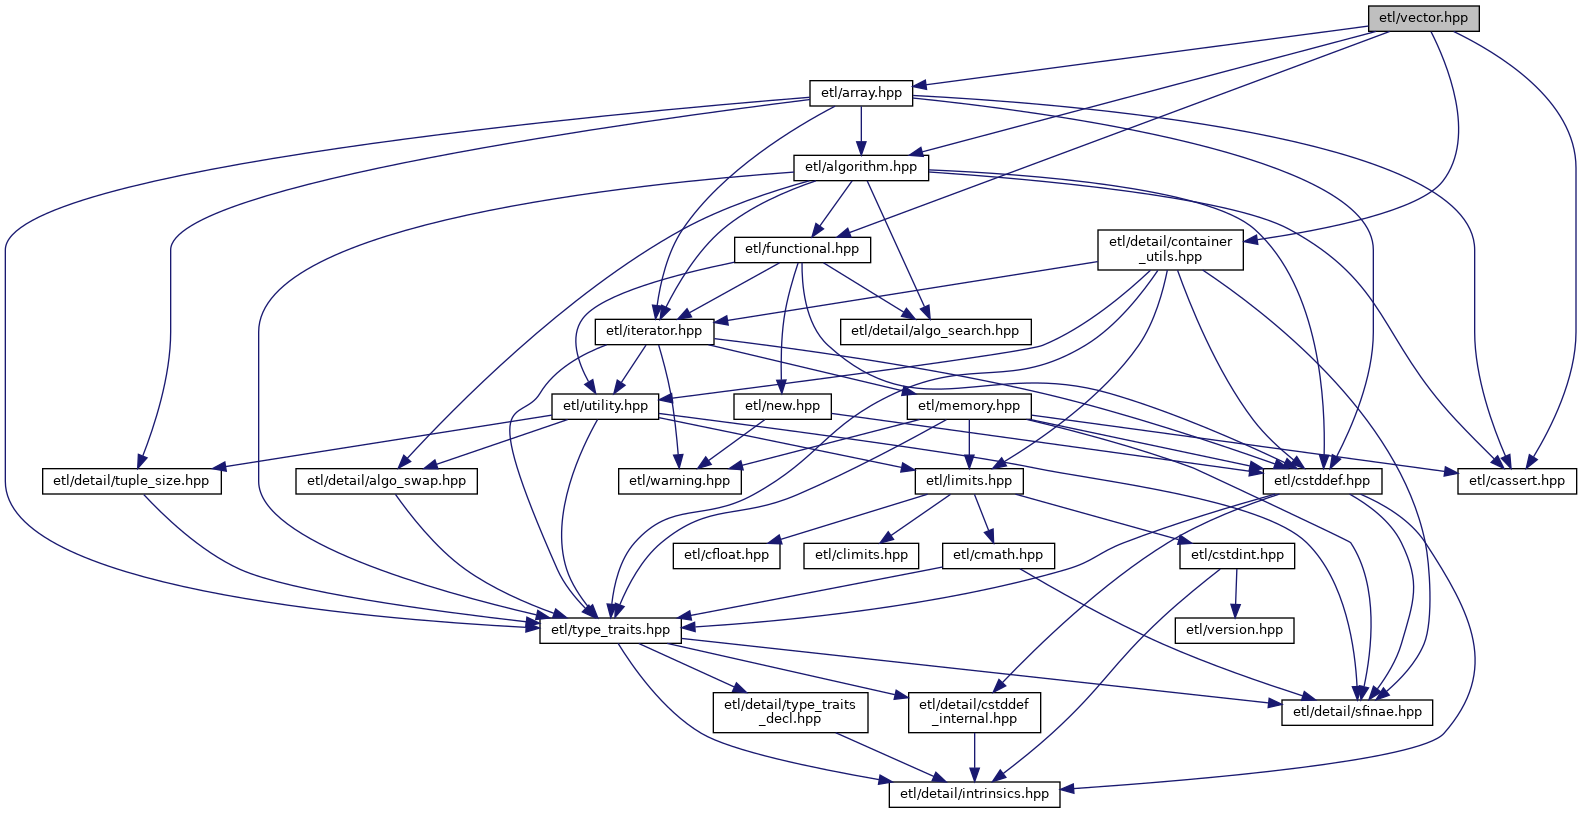 etl/vector.hpp
etl/array.hpp
etl/algorithm.hpp
etl/functional.hpp
etl/detail/container
_utils.hpp
etl/iterator.hpp
etl/detail/algo_search.hpp
etl/utility.hpp
etl/new.hpp
etl/memory.hpp
etl/detail/tuple_size.hpp
etl/detail/algo_swap.hpp
etl/warning.hpp
etl/limits.hpp
etl/cstddef.hpp
etl/cassert.hpp
etl/cfloat.hpp
etl/climits.hpp
etl/cmath.hpp
etl/cstdint.hpp
etl/type_traits.hpp
etl/version.hpp
etl/detail/type_traits
_decl.hpp
etl/detail/cstddef
_internal.hpp
etl/detail/sfinae.hpp
etl/detail/intrinsics.hpp